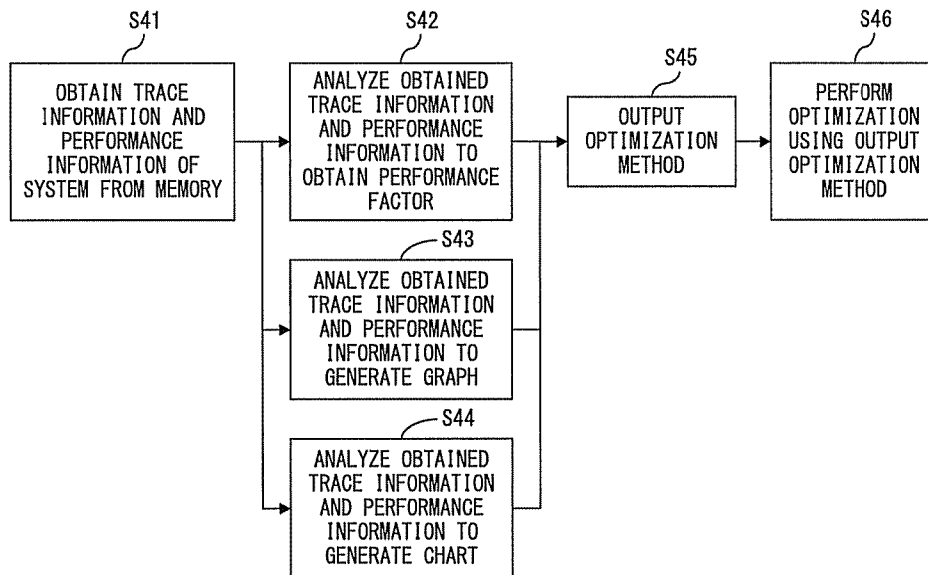 S41
OBTAIN TRACE
INFORMATION AND
PERFORMANCE
INFORMATION OF
SYSTEM FROM MEMORY
S42
ANALYZE OBTAINED
TRACE INFORMATION
AND PERFORMANCE
INFORMATION TO
OBTAIN PERFORMANCE
FACTOR
S43
ANALYZE OBTAINED
TRACE INFORMATION
AND PERFORMANCE
INFORMATION TO
GENERATE GRAPH
S44
ANALYZE OBTAINED
TRACE INFORMATION
AND PERFORMANCE
INFORMATION TO
GENERATE CHART
S45
OUTPUT
OPTIMIZATION
METHOD
S46
PERFORM
OPTIMIZATION
USING OUTPUT
OPTIMIZATION
METHOD